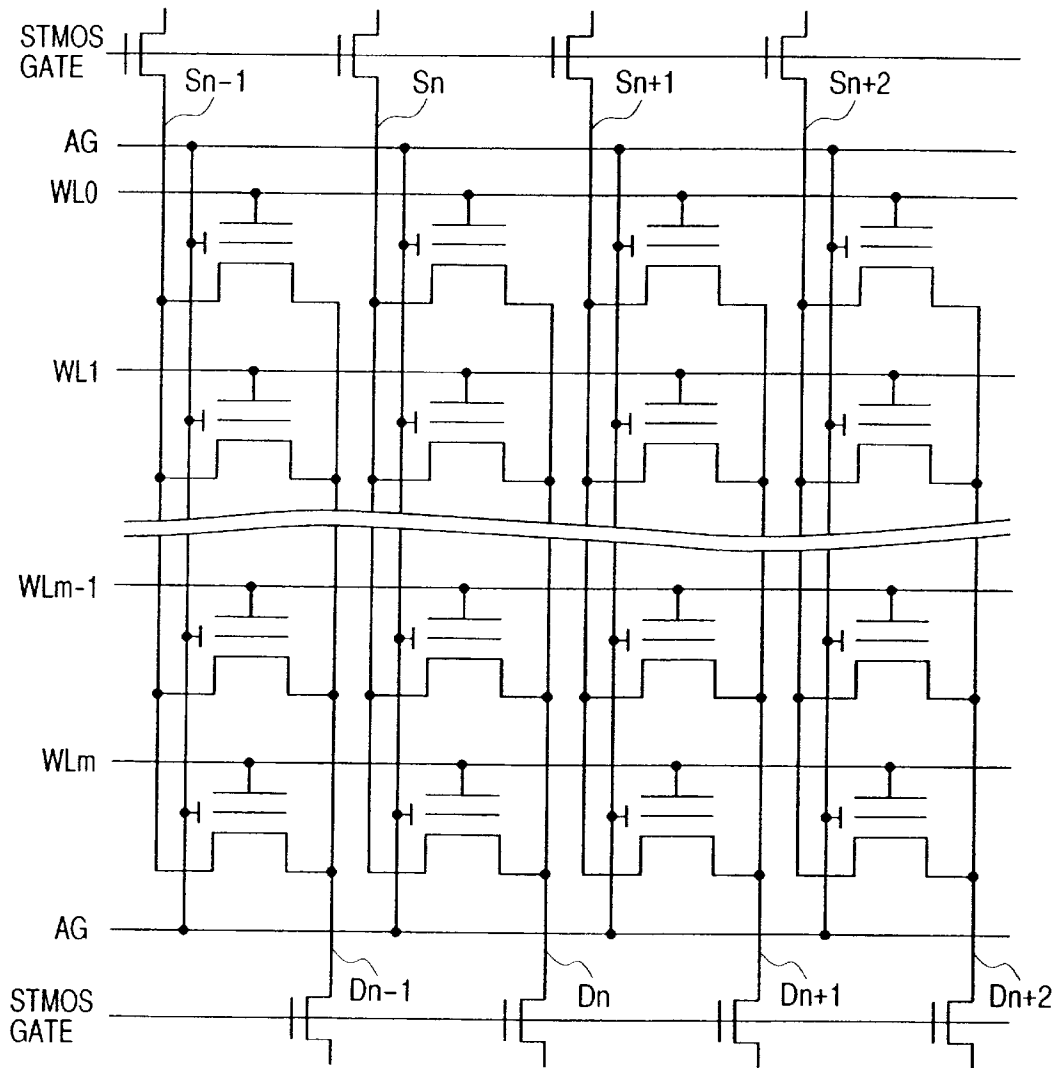 STMOS
GATE
Sn-1 Sn Sn+1 Sn+2
AG
WL0
WL1
WLm-1
WLm
AG
Dn-1 Dn Dn+1 Dn+2
STMOS
GATE